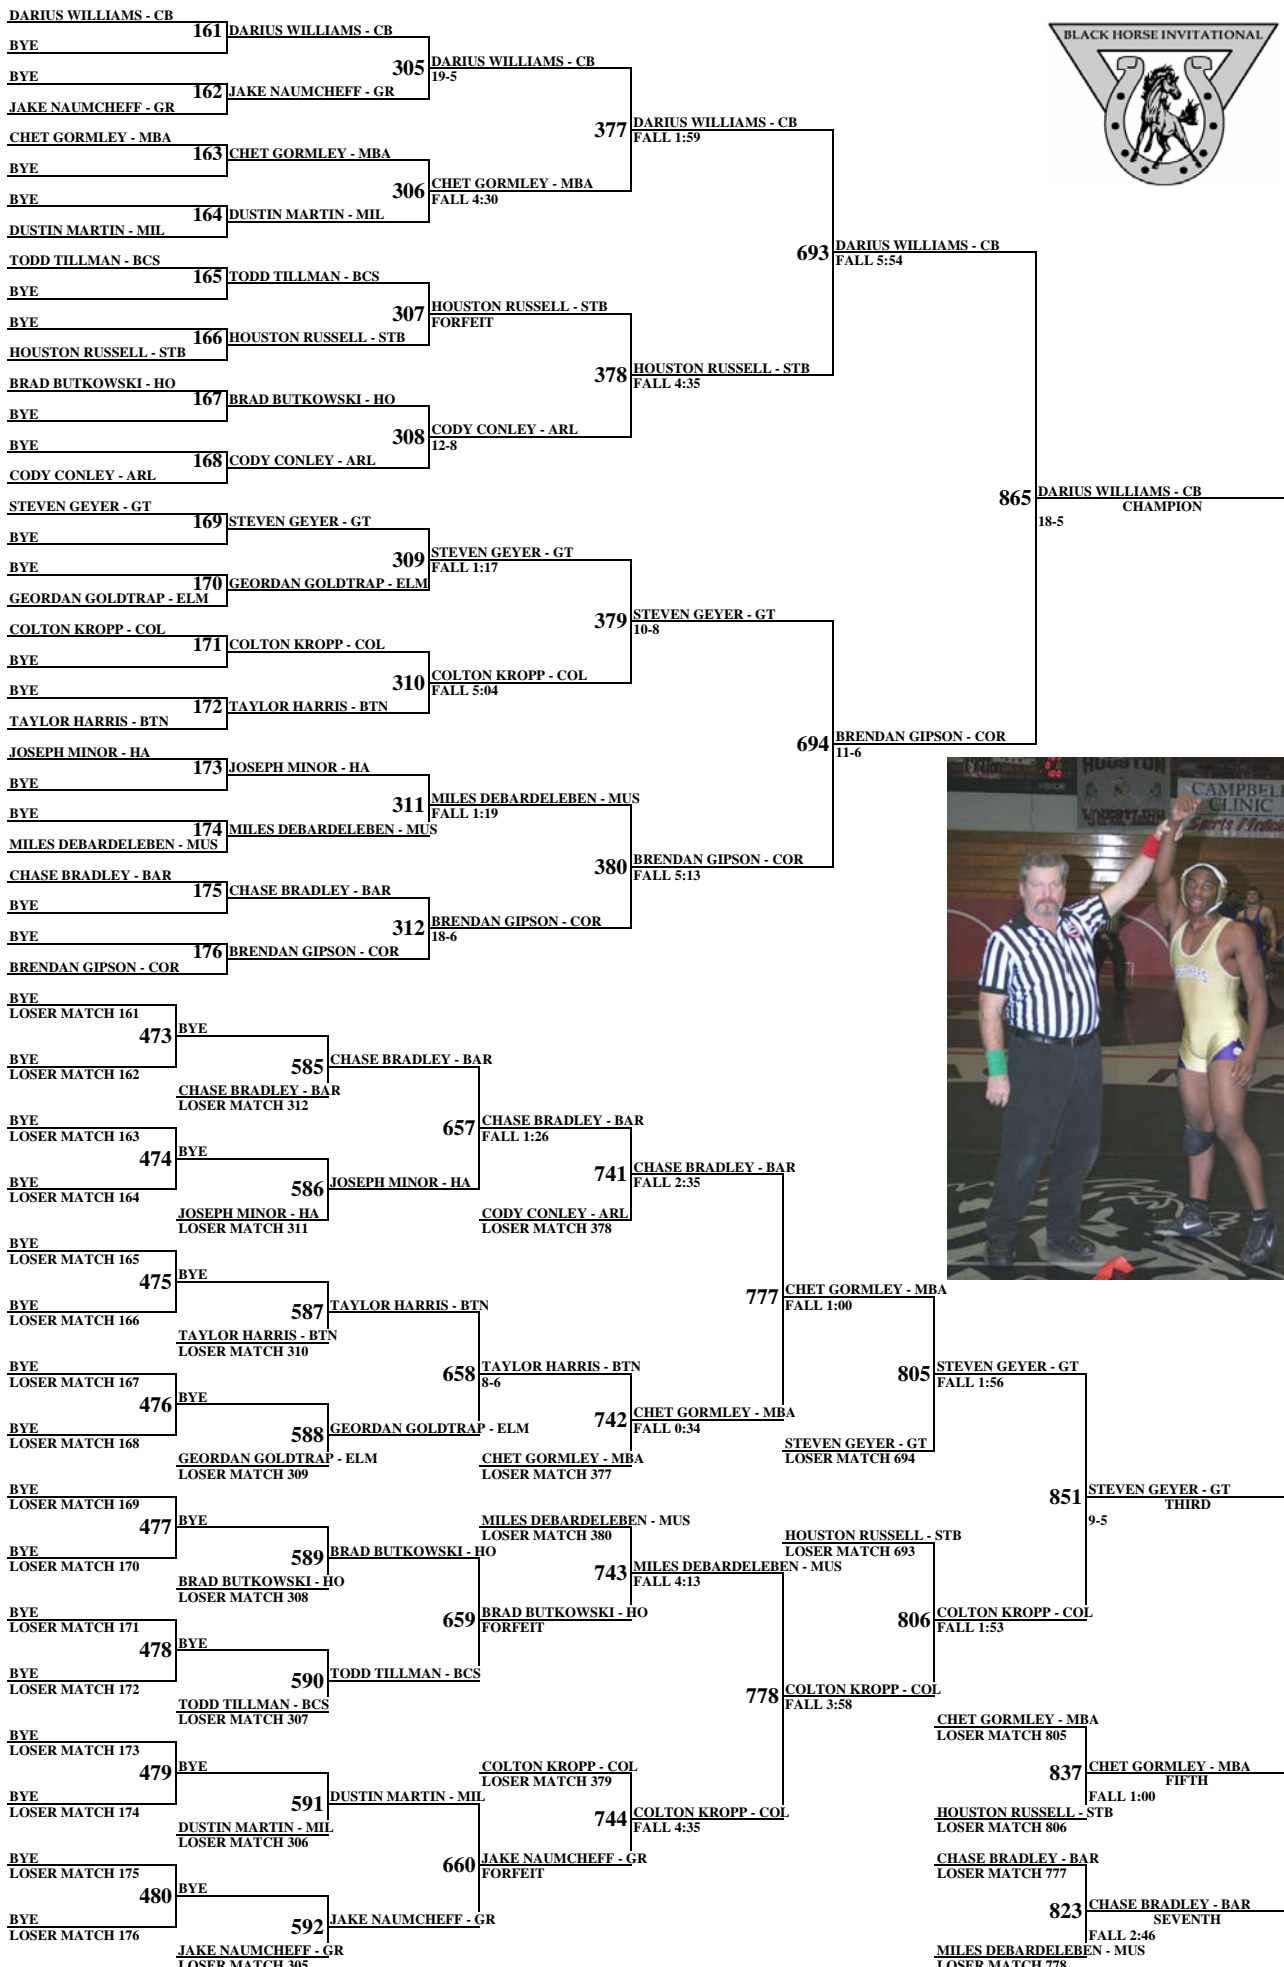 BLACK HORSE INVITATIONAL
DARIUS WILLIAMS - CB
161
BYE
DARIUS WILLIAMS - CB
305
BYE
162
JAKE NAUMCHEFF - GR
JAKE NAUMCHEFF - GR
DARIUS WILLIAMS - CB
19-5
377
CHET GORMLEY - MBA
163
BYE
CHET GORMLEY - MBA
306
BYE
164
DUSTIN MARTIN - MIL
DUSTIN MARTIN - MIL
CHET GORMLEY - MBA
FALL 4:30
DARIUS WILLIAMS - CB
FALL 1:59
693
TODD TILLMAN - BCS
165
BYE
TODD TILLMAN - BCS
307
BYE
166
HOUSTON RUSSELL - STB
HOUSTON RUSSELL - STB
HOUSTON RUSSELL - STB
FORFEIT
378
BRAD BUTKOWSKI - HO
167
BYE
BRAD BUTKOWSKI - HO
308
BYE
168
CODY CONLEY - ARL
CODY CONLEY - ARL
CODY CONLEY - ARL
12-8
HOUSTON RUSSELL - STB
FALL 4:35
DARIUS WILLIAMS - CB
FALL 5:54
865
DARIUS WILLIAMS - CB
CHAMPION
18-5
STEVEN GEYER - GT
169
BYE
STEVEN GEYER - GT
309
BYE
170
GEORDAN GOLDTRAP - ELM
GEORDAN GOLDTRAP - ELM
STEVEN GEYER - GT
FALL 1:17
379
COLTON KROPP - COL
171
BYE
COLTON KROPP - COL
310
BYE
172
TAYLOR HARRIS - BTN
TAYLOR HARRIS - BTN
COLTON KROPP - COL
FALL 5:04
STEVEN GEYER - GT
10-8
694
JOSEPH MINOR - HA
173
BYE
JOSEPH MINOR - HA
311
BYE
174
MILES DEBARDELEBEN - MUS
MILES DEBARDELEBEN - MUS
MILES DEBARDELEBEN - MUS
FALL 1:19
380
CHASE BRADLEY - BAR
175
BYE
CHASE BRADLEY - BAR
312
BYE
176
BRENDAN GIPSON - COR
BRENDAN GIPSON - COR
BRENDAN GIPSON - COR
18-6
BRENDAN GIPSON - COR
FALL 5:13
BRENDAN GIPSON - COR
11-6
HOUSTON
CAMPBELL
CLINIC
BYE
LOSER MATCH 161
473
BYE
LOSER MATCH 162
BYE
585
CHASE BRADLEY - BAR
LOSER MATCH 312
CHASE BRADLEY - BAR
657
BYE
LOSER MATCH 163
474
BYE
LOSER MATCH 164
BYE
586
JOSEPH MINOR - HA
LOSER MATCH 311
JOSEPH MINOR - HA
CHASE BRADLEY - BAR
FALL 1:26
741
CODY CONLEY - ARL
LOSER MATCH 378
CHASE BRADLEY - BAR
FALL 2:35
777
BYE
LOSER MATCH 165
475
BYE
LOSER MATCH 166
BYE
587
TAYLOR HARRIS - BTN
LOSER MATCH 310
TAYLOR HARRIS - BTN
658
BYE
LOSER MATCH 167
476
BYE
LOSER MATCH 168
BYE
588
GEORDAN GOLDTRAP - ELM
LOSER MATCH 309
GEORDAN GOLDTRAP - ELM
TAYLOR HARRIS - BTN
8-6
742
CHET GORMLEY - MBA
LOSER MATCH 377
CHET GORMLEY - MBA
FALL 0:34
CHET GORMLEY - MBA
FALL 1:00
805
STEVEN GEYER - GT
LOSER MATCH 694
STEVEN GEYER - GT
FALL 1:56
851
STEVEN GEYER - GT
THIRD
9-5
BYE
LOSER MATCH 169
477
BYE
LOSER MATCH 170
BYE
589
BRAD BUTKOWSKI - HO
LOSER MATCH 308
BRAD BUTKOWSKI - HO
659
BYE
LOSER MATCH 171
478
BYE
LOSER MATCH 172
BYE
590
TODD TILLMAN - BCS
LOSER MATCH 307
TODD TILLMAN - BCS
MILES DEBARDELEBEN - MUS
LOSER MATCH 380
743
BRAD BUTKOWSKI - HO
FORFEIT
MILES DEBARDELEBEN - MUS
FALL 4:13
778
HOUSTON RUSSELL - STB
LOSER MATCH 693
806
COLTON KROPP - COL
FALL 1:53
COLTON KROPP - COL
FALL 3:58
BYE
LOSER MATCH 173
479
BYE
LOSER MATCH 174
BYE
591
DUSTIN MARTIN - MIL
LOSER MATCH 306
DUSTIN MARTIN - MIL
660
BYE
LOSER MATCH 175
480
BYE
LOSER MATCH 176
BYE
592
JAKE NAUMCHEFF - GR
LOSER MATCH 305
JAKE NAUMCHEFF - GR
COLTON KROPP - COL
LOSER MATCH 379
744
JAKE NAUMCHEFF - GR
FORFEIT
COLTON KROPP - COL
FALL 4:35
CHET GORMLEY - MBA
LOSER MATCH 805
837
HOUSTON RUSSELL - STB
LOSER MATCH 806
CHET GORMLEY - MBA
FIFTH
FALL 1:00
CHASE BRADLEY - BAR
LOSER MATCH 777
823
MILES DEBARDELEBEN - MUS
LOSER MATCH 778
CHASE BRADLEY - BAR
SEVENTH
FALL 2:46